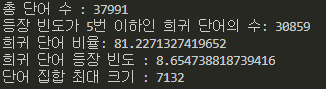 총 단어 수 : 37991
등장 빈도가 5번 이하인 희귀 단어의 수: 30859
희귀 단어 비율: 81.2271327419652
희귀 단어 등장 빈도 : 8.654738818739416
단어 집합 최대 크기 : 7132